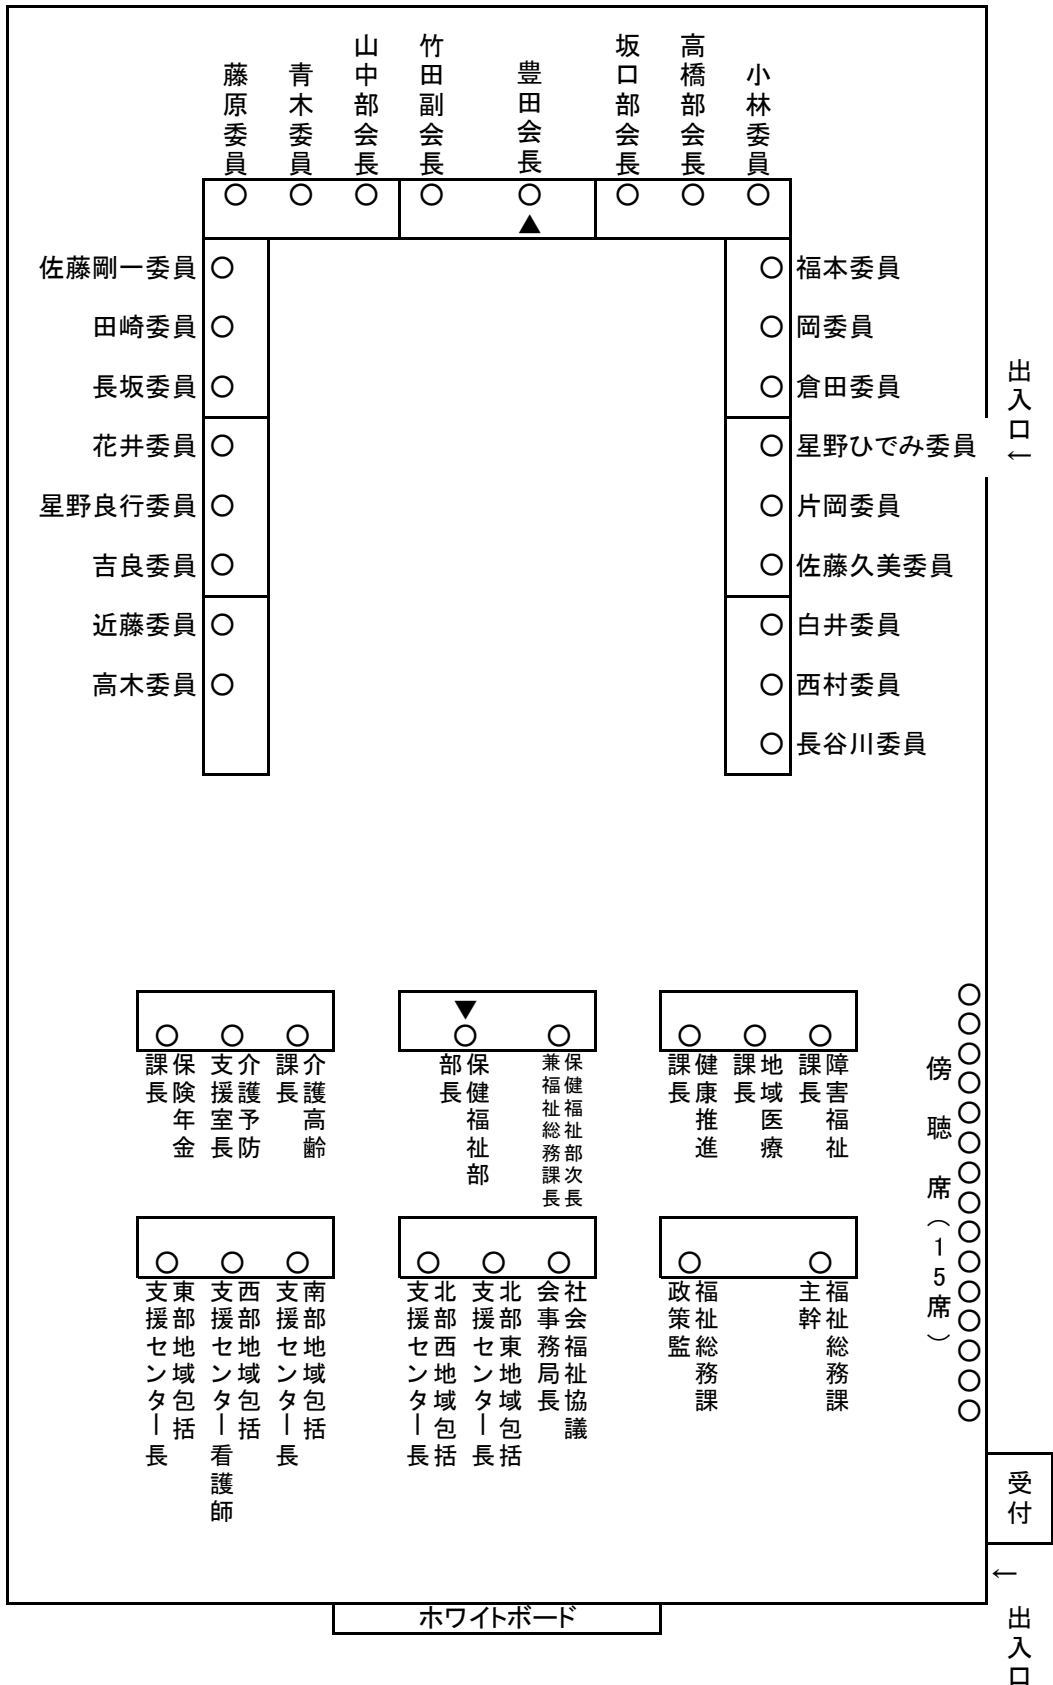 藤原委員
青木委員
山中部会長
竹田副会長
豊田会長
坂口部会長
高橋部会長
小林委員
▲
佐藤剛一委員
田崎委員
長坂委員
花井委員
星野良行委員
吉良委員
近藤委員
高木委員
福本委員
岡委員
倉田委員
星野ひでみ委員
片岡委員
佐藤久美委員
白井委員
西村委員
長谷川委員
出入口←
▼
保険年金
課長
介護予防
支援室長
介護高齢
課長
保健福祉部
部長
保健福祉部次長
兼福祉総務課長
健康推進
課長
地域医療
課長
障害福祉
課長
傍聴席(15席)
東部地域包括
支援センター長
西部地域包括
支援センター看護師
南部地域包括
支援センター長
北部西地域包括
支援センター長
北部東地域包括
支援センター長
社会福祉協議
会事務局長
福祉総務課
政策監
福祉総務課
主幹
受付
←
出入口
ホワイトボード